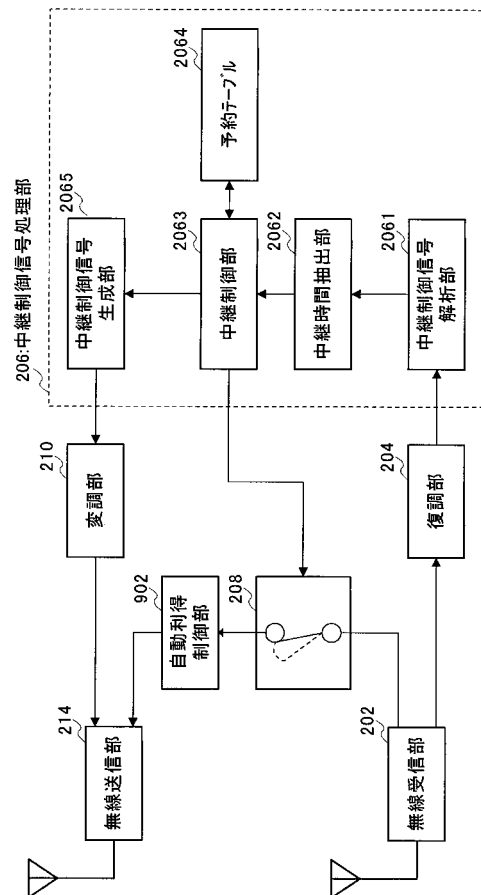 206:中継制御信号処理部
214
無線送信部
210
変調部
2065
中継制御信号
生成部
902
自動利得
制御部
2063
中継制御部
2064
予約テーブル
208
2062
中継時間抽出部
202
無線受信部
204
復調部
2061
中継制御信号
解析部